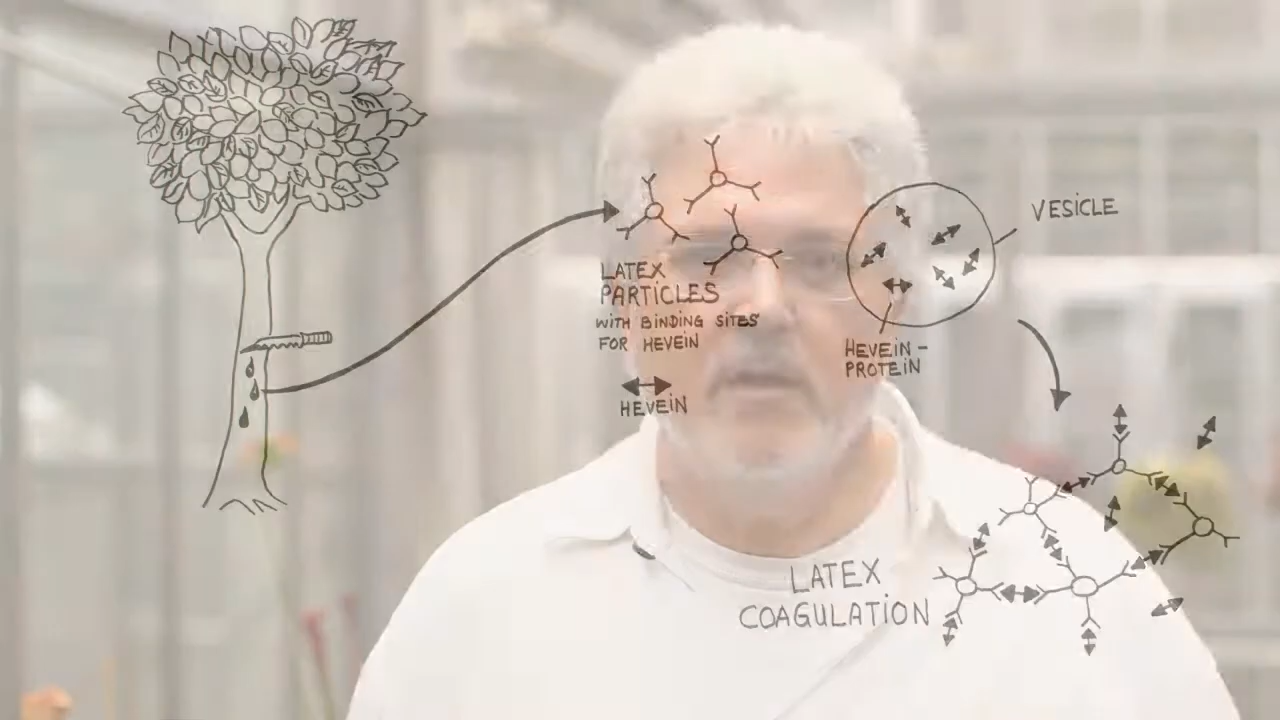 LATEX
PARTICLES
WITH BINDING SITES
FOR HEVEIN
HEVEIN
VESICLE
HEVEIN-
PROTEIN
LATEX
COAGULATION